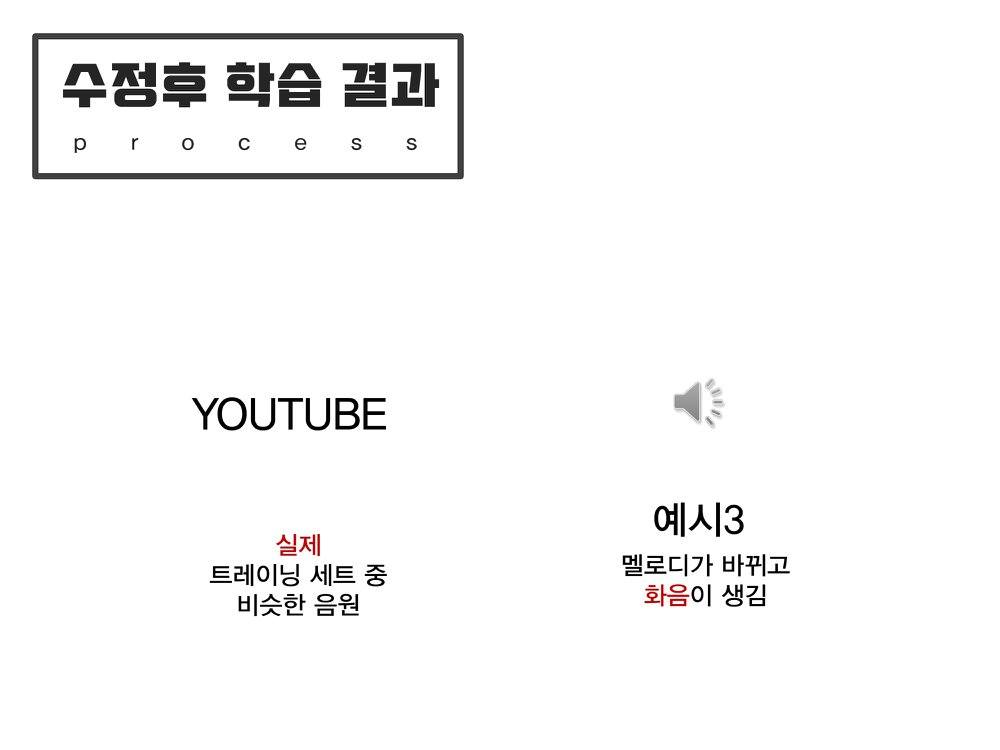 수정후 학습 결과
process
YOUTUBE
실제
트레이닝 세트 중
비슷한 음원
예시3
멜로디가 바뀌고
화음이 생김